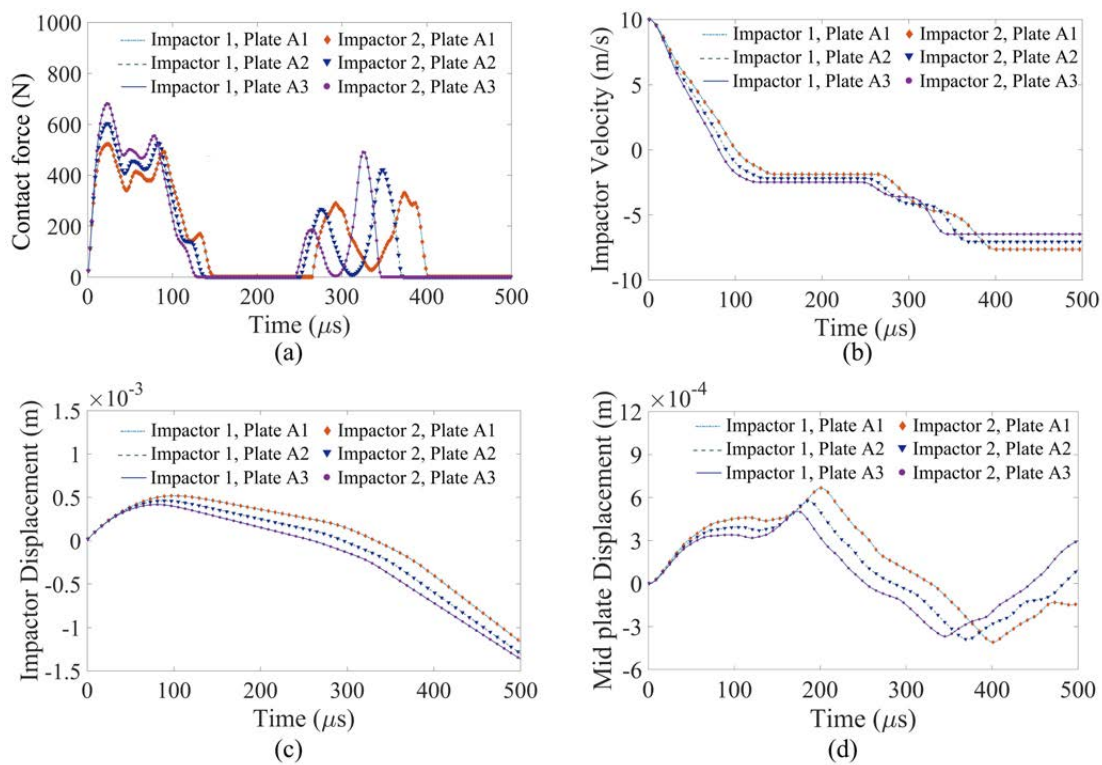 1000
800
600
400
200
0
Contact force (N)
Impactor 1, Plate A1 Impactor 2, Plate A1
Impactor 1, Plate A2 Impactor 2, Plate A2
Impactor 1, Plate A3 Impactor 2, Plate A3
0 100 200 300 400 500
Time (μs)
(a)
10
5
0
-5
-10
Impactor Velocity (m/s)
Impactor 1, Plate A1 Impactor 2, Plate A1
Impactor 1, Plate A2 Impactor 2, Plate A2
Impactor 1, Plate A3 Impactor 2, Plate A3
0 100 200 300 400 500
Time (μs)
(b)
×10⁻³
1.5
1
0.5
0
-0.5
-1
-1.5
Impactor Displacement (m)
Impactor 1, Plate A1 Impactor 2, Plate A1
Impactor 1, Plate A2 Impactor 2, Plate A2
Impactor 1, Plate A3 Impactor 2, Plate A3
0 100 200 300 400 500
Time (μs)
(c)
×10⁻⁴
12
9
6
3
0
-3
-6
Mid plate Displacement (m)
Impactor 1, Plate A1 Impactor 2, Plate A1
Impactor 1, Plate A2 Impactor 2, Plate A2
Impactor 1, Plate A3 Impactor 2, Plate A3
0 100 200 300 400 500
Time (μs)
(d)